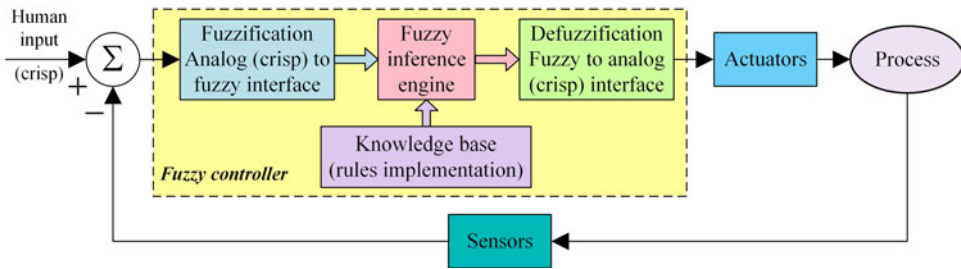 Human
input
(crisp)
+
−
Σ
Fuzzification
Analog (crisp) to
fuzzy interface
Fuzzy
inference
engine
Defuzzification
Fuzzy to analog
(crisp) interface
Knowledge base
(rules implementation)
Fuzzy controller
Actuators
Process
Sensors